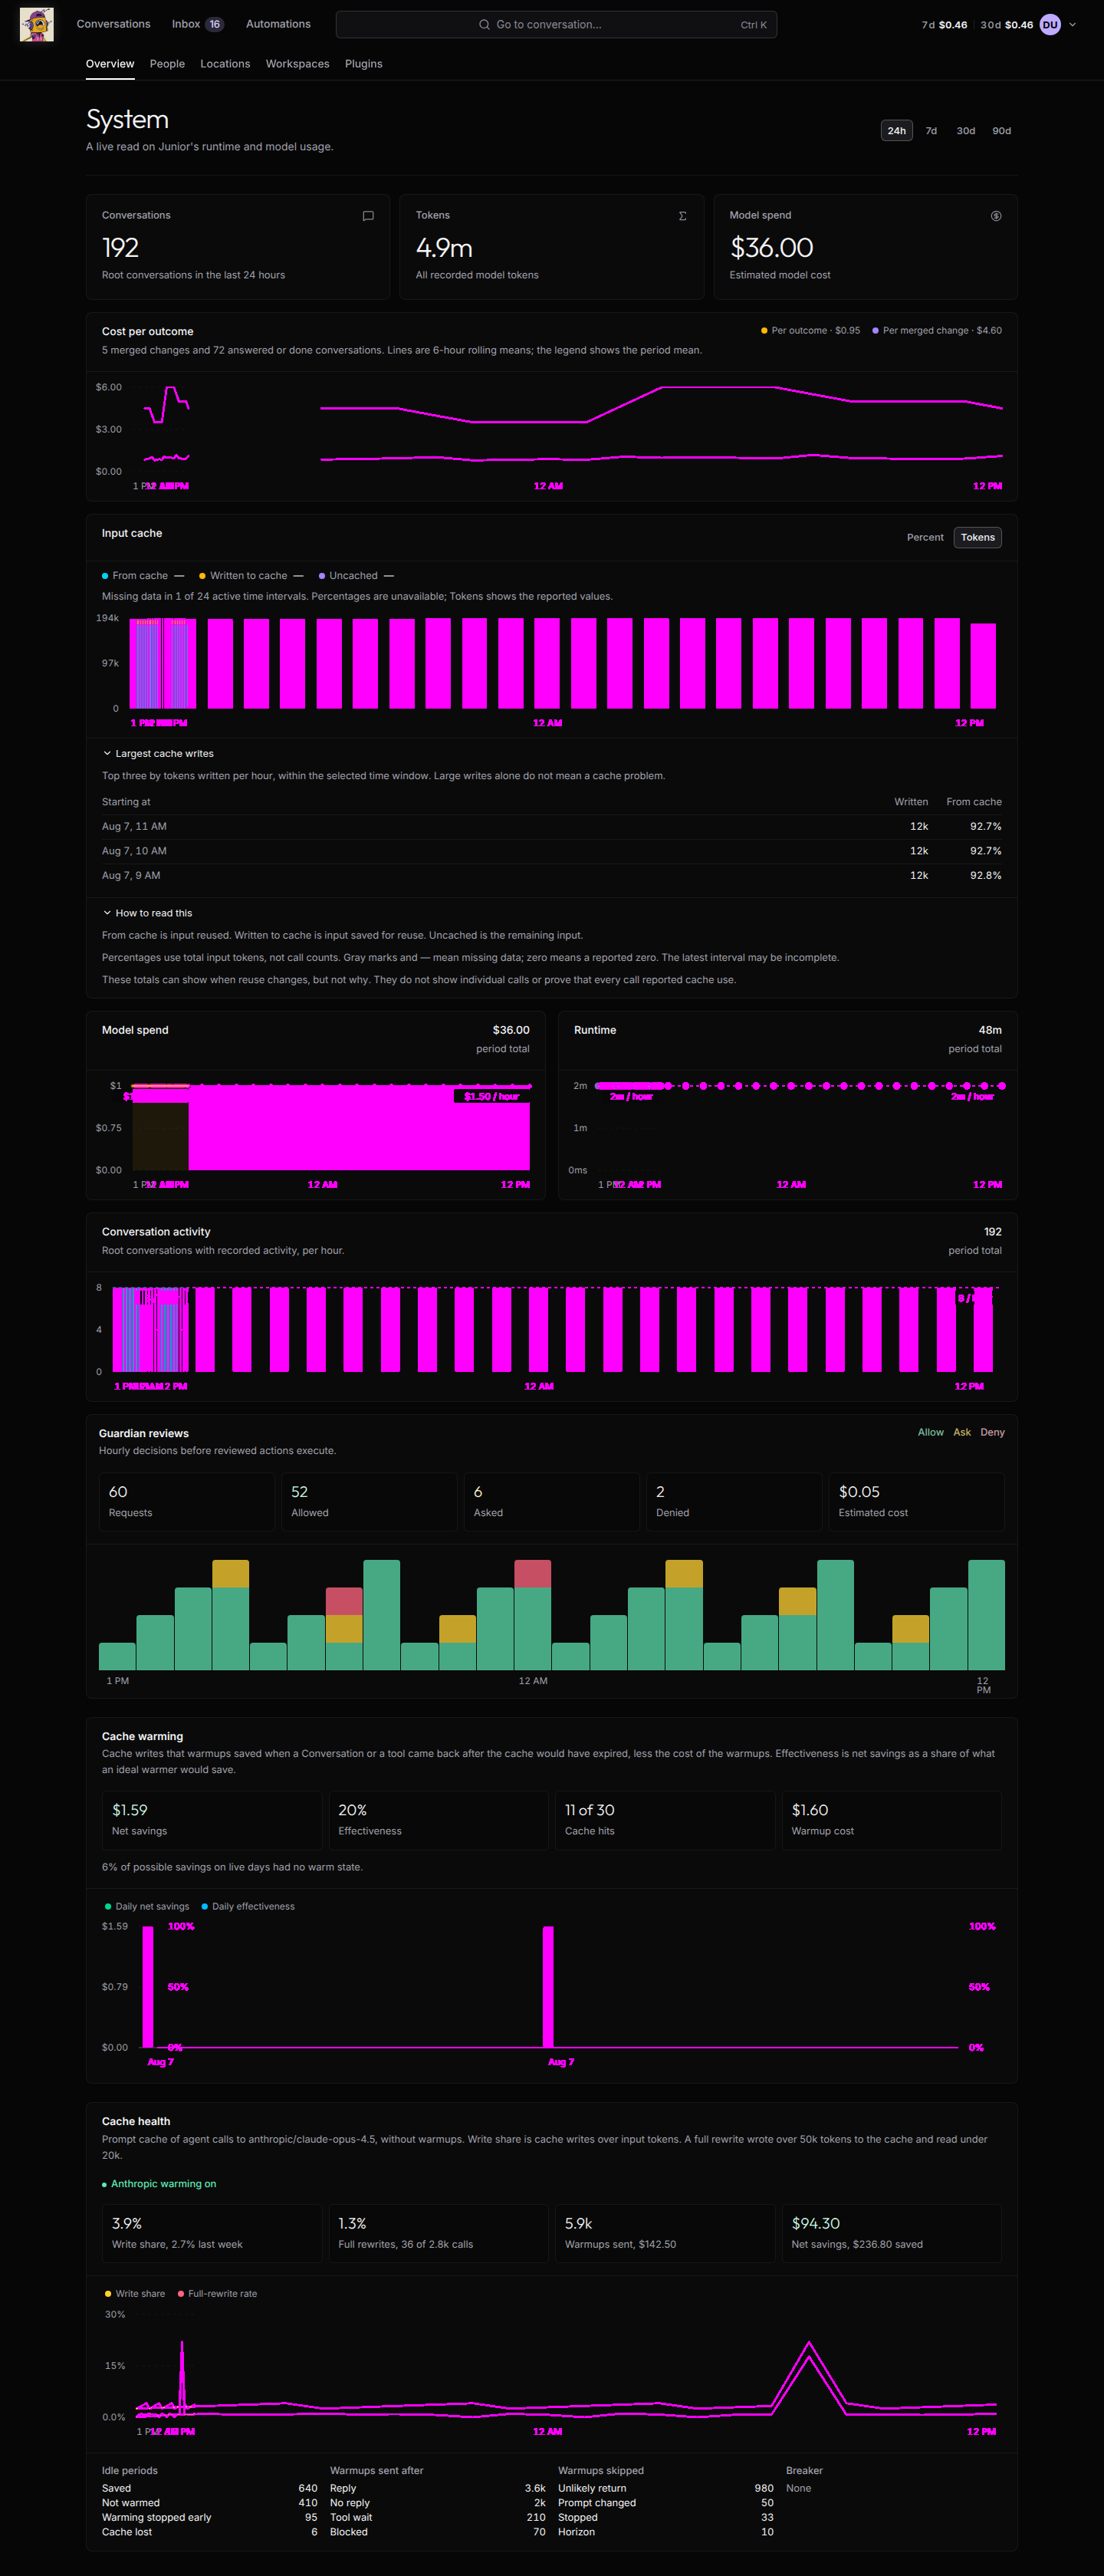 Conversations
Inbox 16
Automations
Go to conversation...
Ctrl K
7d $0.46
30d $0.46
DU
Overview
People
Locations
Workspaces
Plugins
System
A live read on Junior's runtime and model usage.
24h
7d
30d
90d
Conversations
192
Root conversations in the last 24 hours
Tokens
Σ
4.9m
All recorded model tokens
Model spend
$36.00
Estimated model cost
Cost per outcome
Per outcome · $0.95
Per merged change · $4.60
5 merged changes and 72 answered or done conversations. Lines are 6-hour rolling means; the legend shows the period mean.
$6.00
$3.00
$0.00
12 AM
12 PM
Input cache
Percent
Tokens
From cache —
Written to cache —
Uncached —
Missing data in 1 of 24 active time intervals. Percentages are unavailable; Tokens shows the reported values.
194k
97k
0
12 AM
12 PM
Largest cache writes
Top three by tokens written per hour, within the selected time window. Large writes alone do not mean a cache problem.
Starting at
Written
From cache
Aug 7, 11 AM
12k
92.7%
Aug 7, 10 AM
12k
92.7%
Aug 7, 9 AM
12k
92.8%
How to read this
From cache is input reused. Written to cache is input saved for reuse. Uncached is the remaining input.
Percentages use total input tokens, not call counts. Gray marks and — mean missing data; zero means a reported zero. The latest interval may be incomplete.
These totals can show when reuse changes, but not why. They do not show individual calls or prove that every call reported cache use.
Model spend
$36.00
period total
$1
$0.75
$0.00
$1.50 / hour
12 AM
12 PM
Runtime
48m
period total
2m
1m
0ms
2m / hour
2m / hour
12 AM
12 PM
Conversation activity
192
Root conversations with recorded activity, per hour.
period total
8
4
0
12 AM
12 PM
Guardian reviews
Allow
Ask
Deny
Hourly decisions before reviewed actions execute.
60
Requests
52
Allowed
6
Asked
2
Denied
$0.05
Estimated cost
1 PM
12 AM
12
PM
Cache warming
Cache writes that warmups saved when a Conversation or a tool came back after the cache would have expired, less the cost of the warmups. Effectiveness is net savings as a share of what
an ideal warmer would save.
$1.59
Net savings
20%
Effectiveness
11 of 30
Cache hits
$1.60
Warmup cost
6% of possible savings on live days had no warm state.
Daily net savings
Daily effectiveness
$1.59
$0.79
$0.00
100%
50%
0%
100%
50%
0%
Aug 7
Aug 7
Cache health
Prompt cache of agent calls to anthropic/claude-opus-4.5, without warmups. Write share is cache writes over input tokens. A full rewrite wrote over 50k tokens to the cache and read under
20k.
Anthropic warming on
3.9%
Write share, 2.7% last week
1.3%
Full rewrites, 36 of 2.8k calls
5.9k
Warmups sent, $142.50
$94.30
Net savings, $236.80 saved
Write share
Full-rewrite rate
30%
15%
0.0%
12 AM
12 PM
Idle periods
Saved 640
Not warmed 410
Warming stopped early 95
Cache lost 6
Warmups sent after
Reply 3.6k
No reply 2k
Tool wait 210
Blocked 70
Warmups skipped
Unlikely return 980
Prompt changed 50
Stopped 33
Horizon 10
Breaker
None